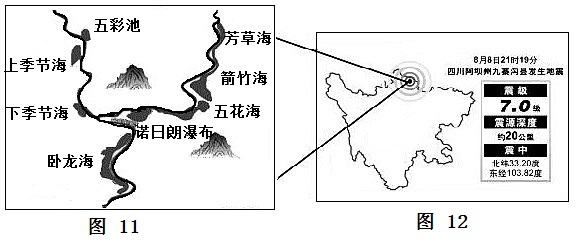 五彩池
芳草海
上季节海
箭竹海
下季节海
五花海
诺日朗瀑布
卧龙海
图 11
8月8日21时19分
四川阿坝州九寨沟县发生地震
震级
7.0级
震源深度
约20公里
震中
北纬33.20度
东经103.82度
图 12